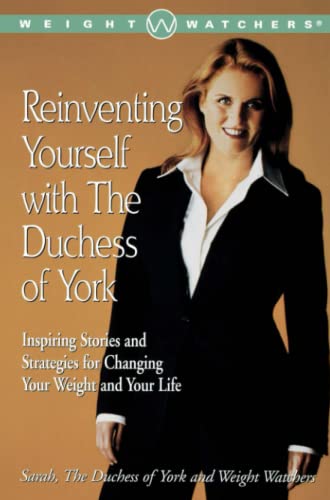 WEIGHT WATCHERS®
Reinventing
Yourself
with The
Duchess
of York
Inspiring Stories and
Strategies for Changing
Your Weight and Your Life
Sarah, The Duchess of York and Weight Watchers